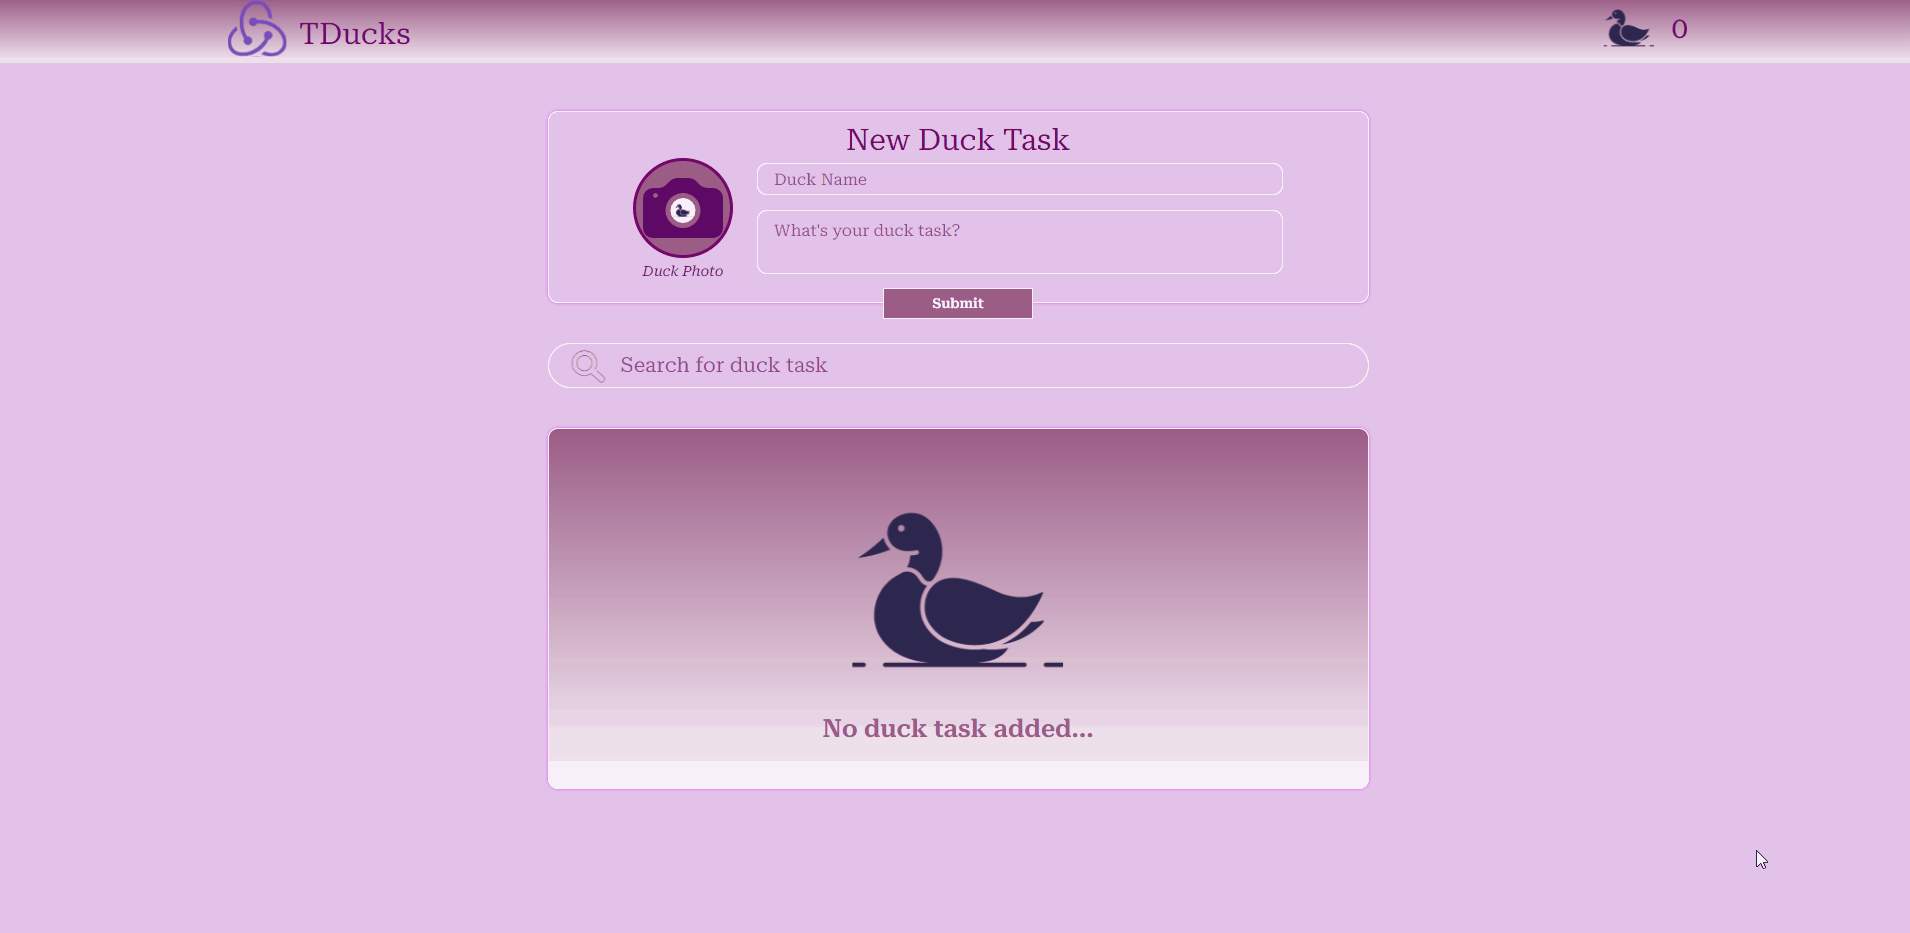 TDucks
0
New Duck Task
Duck Name
What's your duck task?
Duck Photo
Submit
Search for duck task
No duck task added...